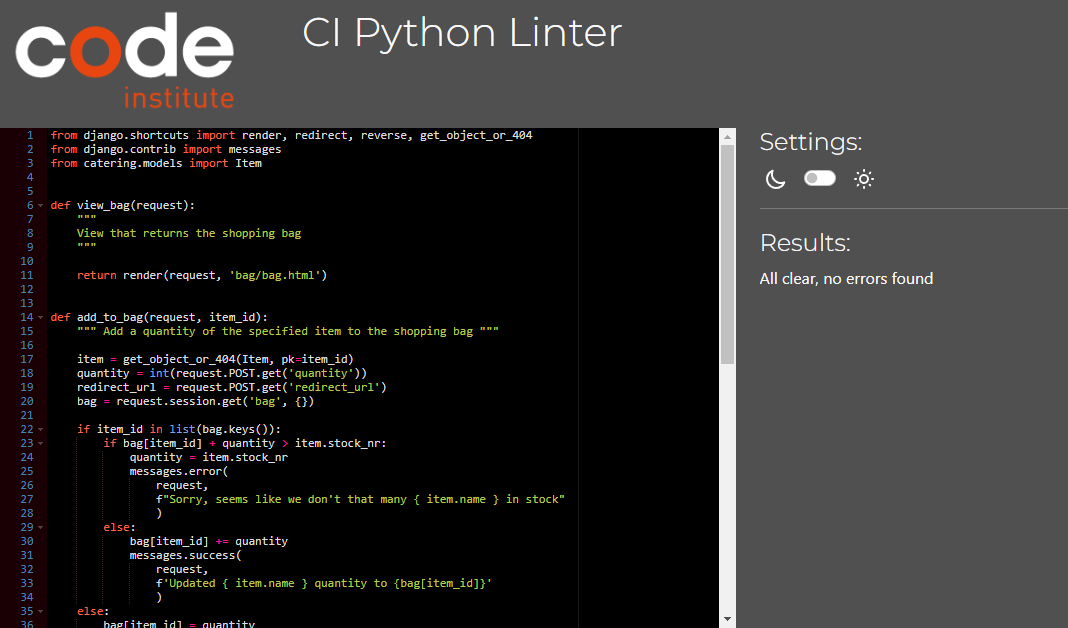 code
institute
CI Python Linter
1 from django.shortcuts import render, redirect, reverse, get_object_or_404
2 from django.contrib import messages
3 from catering.models import Item
4
5
6 def view_bag(request):
7     """
8     View that returns the shopping bag
9     """
10
11     return render(request, 'bag/bag.html')
12
13
14 def add_to_bag(request, item_id):
15     """ Add a quantity of the specified item to the shopping bag """
16
17     item = get_object_or_404(Item, pk=item_id)
18     quantity = int(request.POST.get('quantity'))
19     redirect_url = request.POST.get('redirect_url')
20     bag = request.session.get('bag', {})
21
22     if item_id in list(bag.keys()):
23         if bag[item_id] + quantity > item.stock_nr:
24             quantity = item.stock_nr
25             messages.error(
26                 request,
27                 f"Sorry, seems like we don't that many { item.name } in stock"
28                 )
29         else:
30             bag[item_id] += quantity
31             messages.success(
32                 request,
33                 f'Updated { item.name } quantity to {bag[item_id]}'
34                 )
35     else:
36         bag[item_id] = quantity
Settings:
Results:
All clear, no errors found